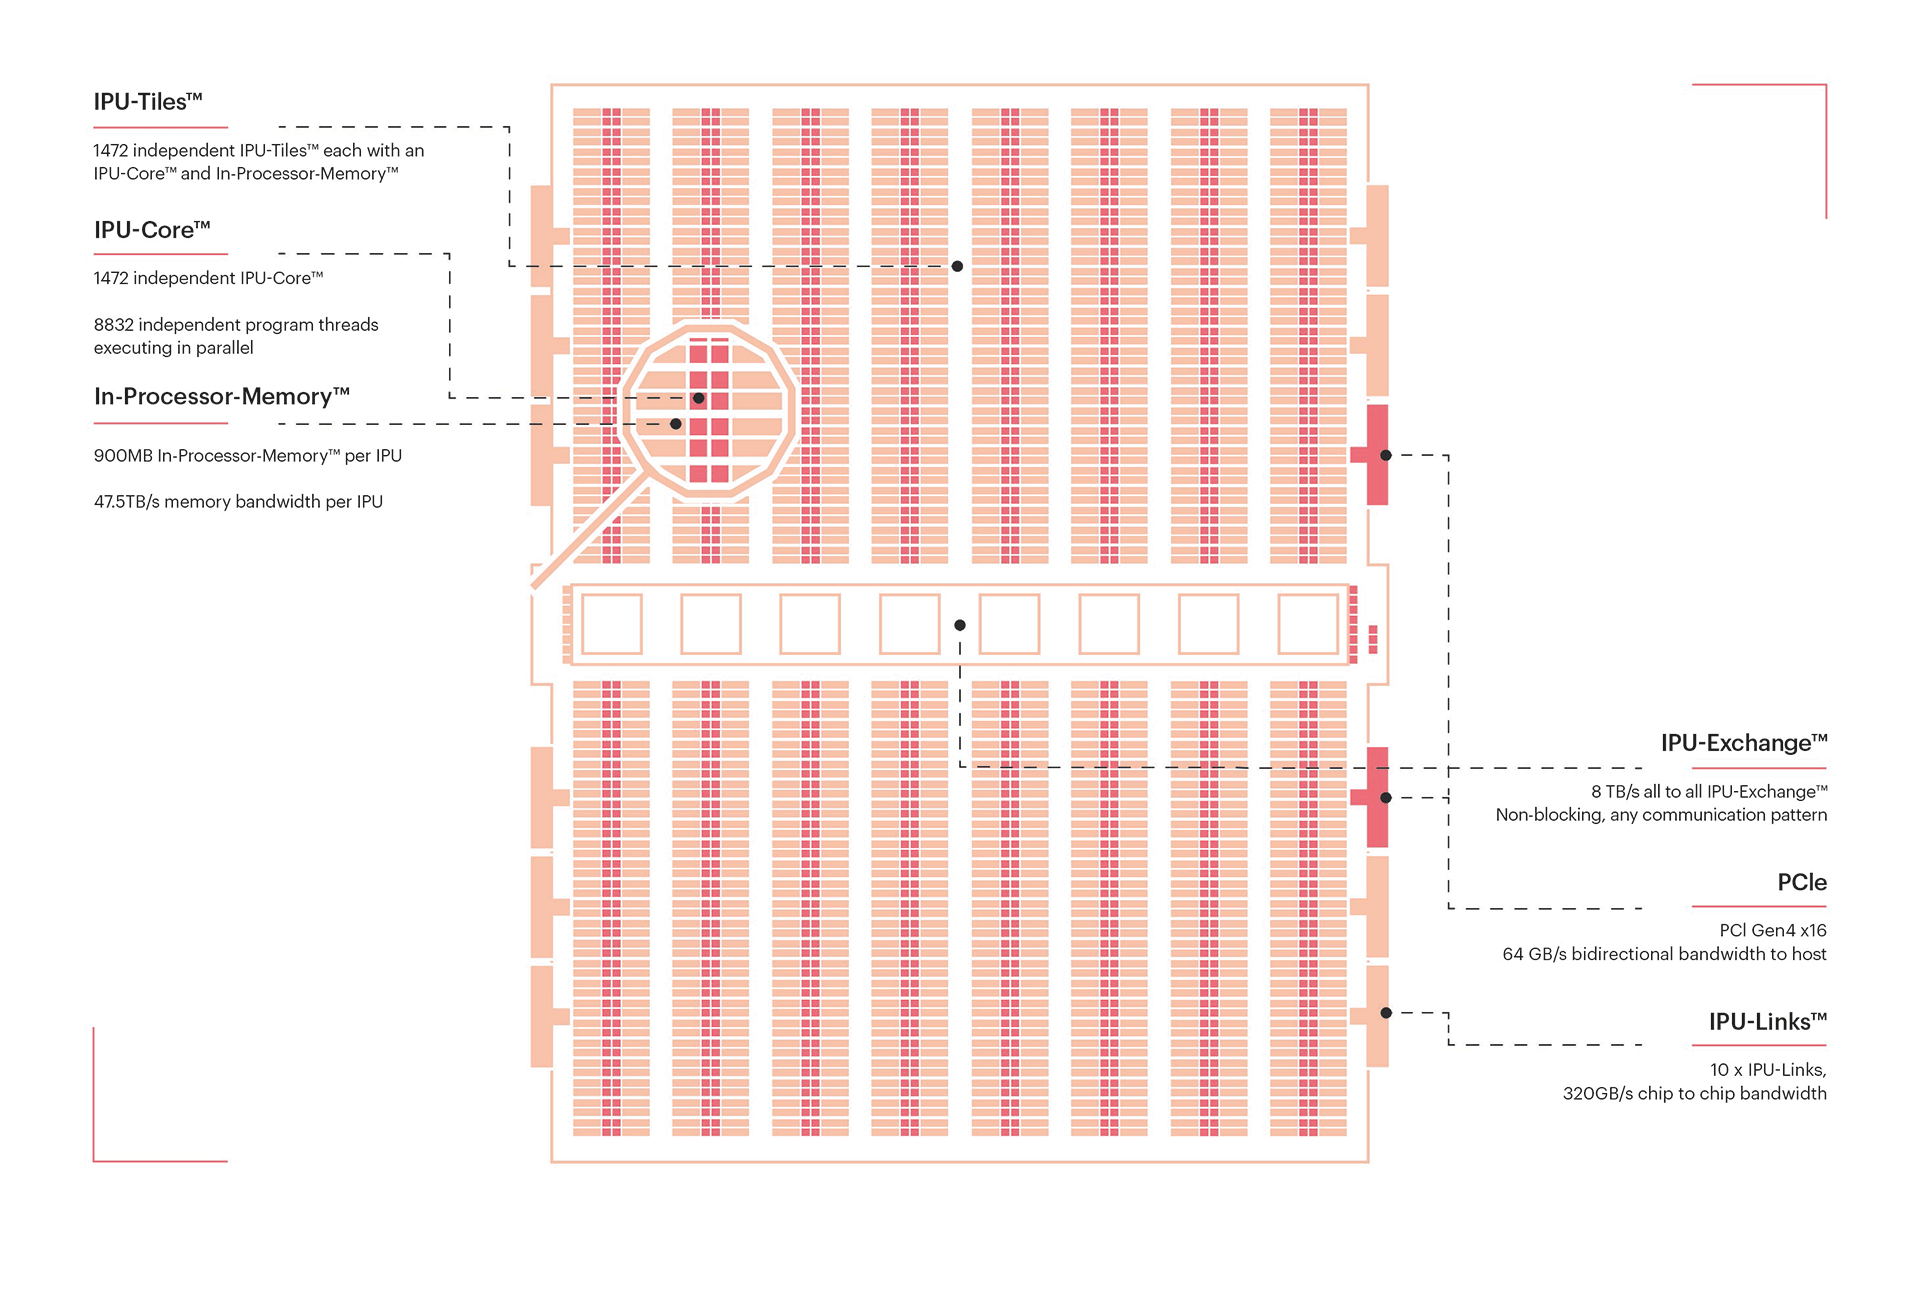 IPU-Tiles™
1472 independent IPU-Tiles™ each with an
IPU-Core™ and In-Processor-Memory™
IPU-Core™
1472 independent IPU-Core™
8832 independent program threads
executing in parallel
In-Processor-Memory™
900MB In-Processor-Memory™ per IPU
47.5TB/s memory bandwidth per IPU
IPU-Exchange™
8 TB/s all to all IPU-Exchange™
Non-blocking, any communication pattern
PCIe
PCI Gen4 x16
64 GB/s bidirectional bandwidth to host
IPU-Links™
10 x IPU-Links,
320GB/s chip to chip bandwidth